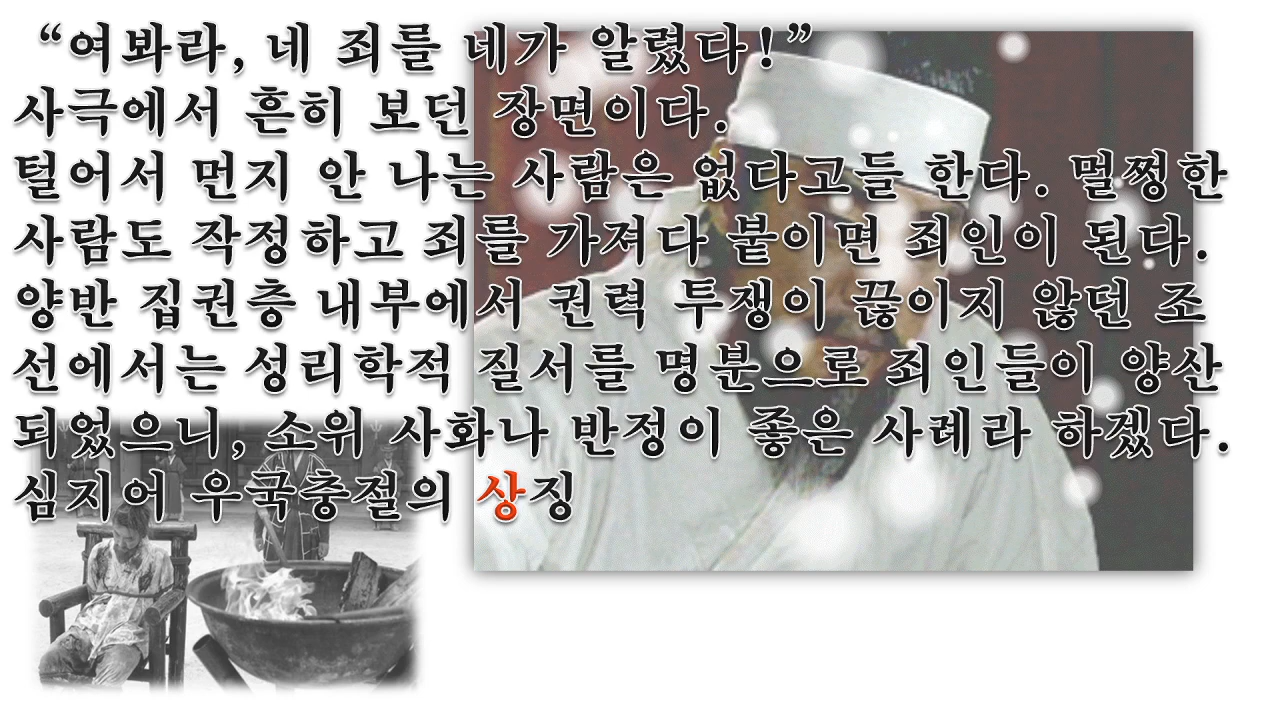 “여봐라, 네 죄를 네가 알렸다!”
사극에서 흔히 보던 장면이다.
털어서 먼지 안 나는 사람은 없다고들 한다. 멀쩡한
사람도 작정하고 죄를 가져다 붙이면 죄인이 된다.
양반 집권층 내부에서 권력 투쟁이 끊이지 않던 조
선에서는 성리학적 질서를 명분으로 죄인들이 양산
되었으니, 소위 사화나 반정이 좋은 사례라 하겠다.
심지어 우국충절의 상징